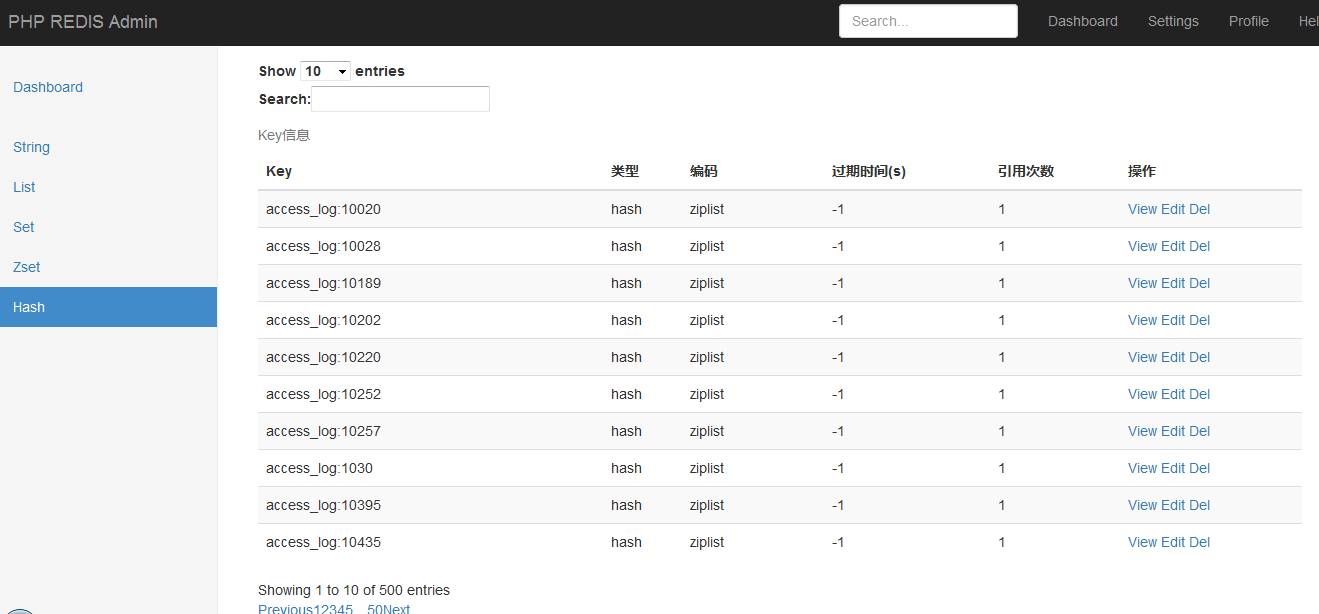 PHP REDIS Admin Search... Dashboard Settings Profile Hel
Dashboard
String
List
Set
Zset
Hash
Show 10 entries
Search:
Key信息
Key 类型 编码 过期时间(s) 引用次数 操作
access_log:10020 hash ziplist -1 1 View Edit Del
access_log:10028 hash ziplist -1 1 View Edit Del
access_log:10189 hash ziplist -1 1 View Edit Del
access_log:10202 hash ziplist -1 1 View Edit Del
access_log:10220 hash ziplist -1 1 View Edit Del
access_log:10252 hash ziplist -1 1 View Edit Del
access_log:10257 hash ziplist -1 1 View Edit Del
access_log:1030 hash ziplist -1 1 View Edit Del
access_log:10395 hash ziplist -1 1 View Edit Del
access_log:10435 hash ziplist -1 1 View Edit Del
Showing 1 to 10 of 500 entries
Previous12345…50Next